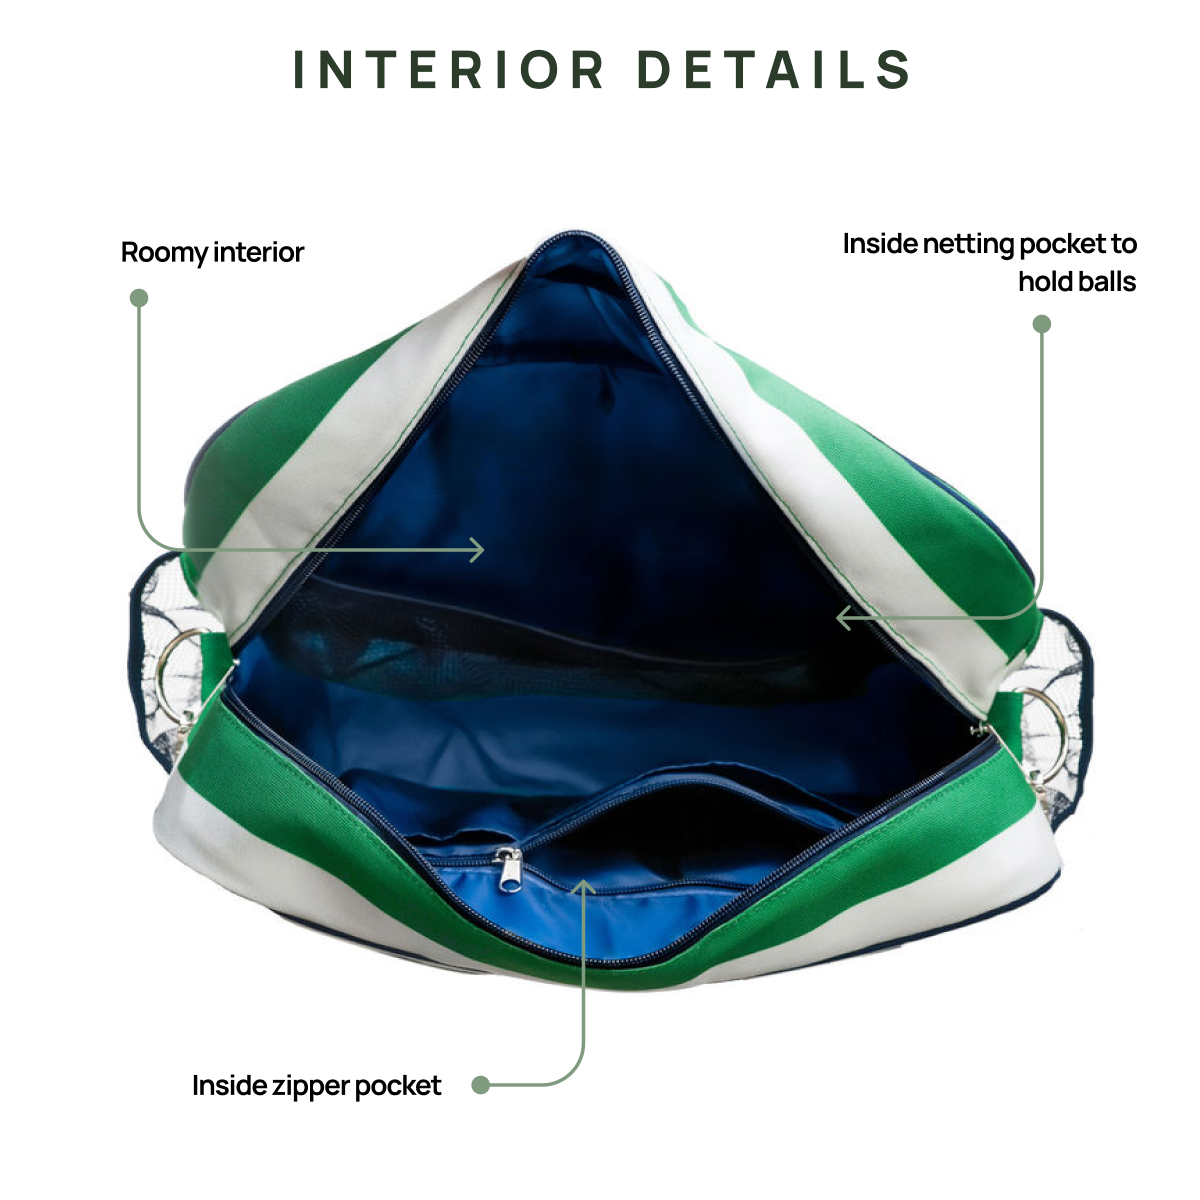 INTERIOR DETAILS
Roomy interior
Inside netting pocket to
hold balls
Inside zipper pocket